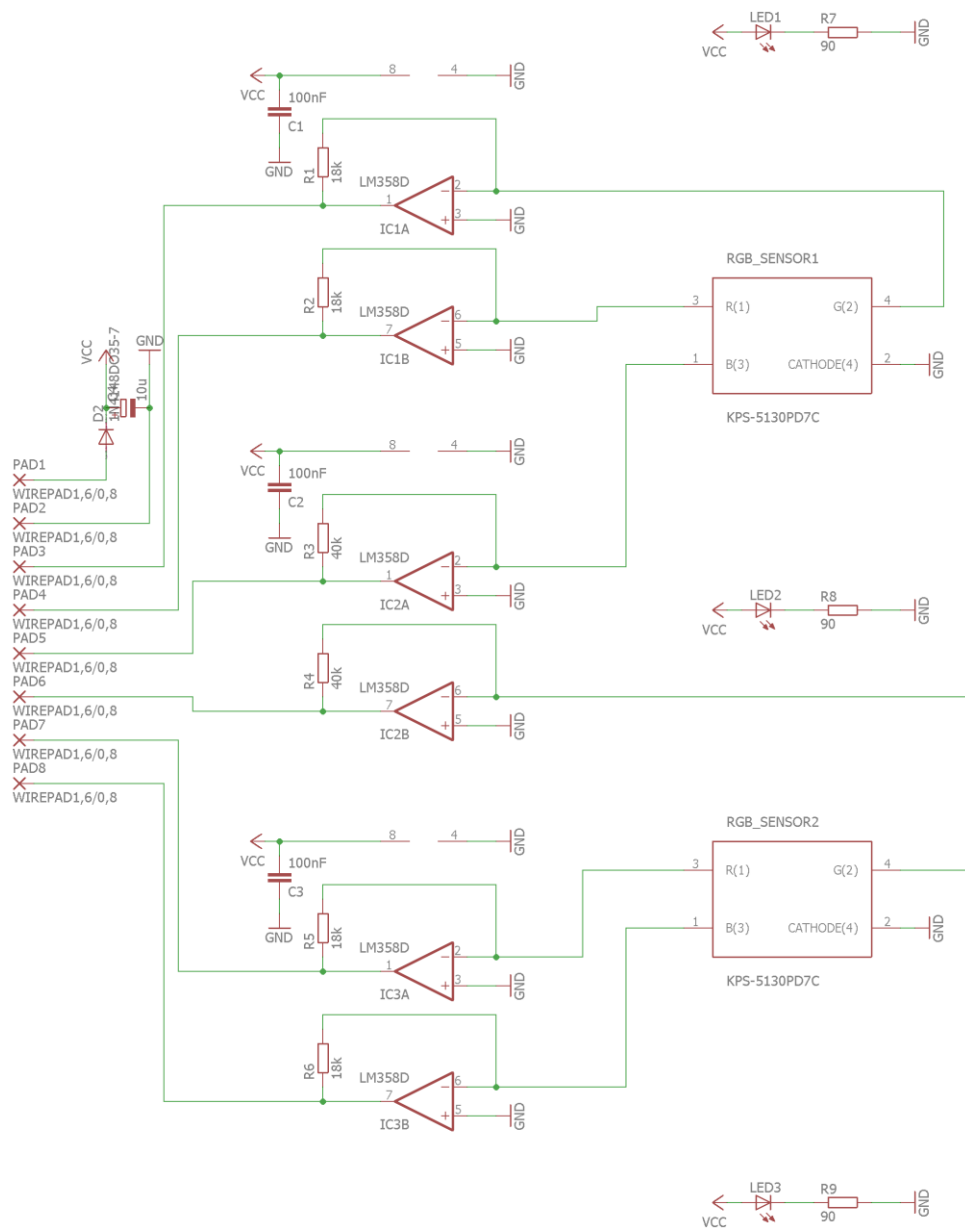 LED1
R7
VCC
90
GND
8
4
GND
VCC
100nF
C1
GND
R1
18k
LM358D
2
1
3
GND
IC1A
RGB_SENSOR1
R2
18k
LM358D
6
7
5
GND
IC1B
3
R(1)
G(2)
4
1
B(3)
CATHODE(4)
2
GND
KPS-5130PD7C
VCC
GND
10u
D2
PAD1
WIREPAD1,6/0,8
PAD2
WIREPAD1,6/0,8
PAD3
WIREPAD1,6/0,8
PAD4
WIREPAD1,6/0,8
PAD5
WIREPAD1,6/0,8
PAD6
WIREPAD1,6/0,8
PAD7
WIREPAD1,6/0,8
PAD8
WIREPAD1,6/0,8
8
4
GND
VCC
100nF
C2
GND
R3
40k
LM358D
2
1
3
GND
IC2A
LED2
R8
VCC
90
GND
R4
40k
LM358D
6
7
5
GND
IC2B
8
4
GND
VCC
100nF
C3
GND
RGB_SENSOR2
3
R(1)
G(2)
4
1
B(3)
CATHODE(4)
2
GND
KPS-5130PD7C
R5
18k
LM358D
2
1
3
GND
IC3A
R6
18k
LM358D
6
7
5
GND
IC3B
LED3
R9
VCC
90
GND